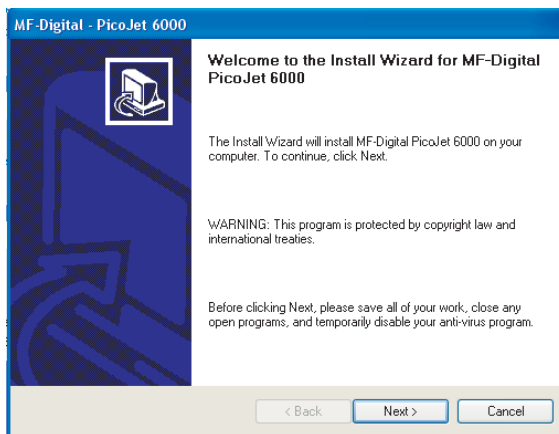 MF-Digital - PicoJet 6000
Welcome to the Install Wizard for MF-Digital
PicoJet 6000
The Install Wizard will install MF-Digital PicoJet 6000 on your
computer. To continue, click Next.
WARNING: This program is protected by copyright law and
international treaties.
Before clicking Next, please save all of your work, close any
open programs, and temporarily disable your anti-virus program.
< Back Next > Cancel